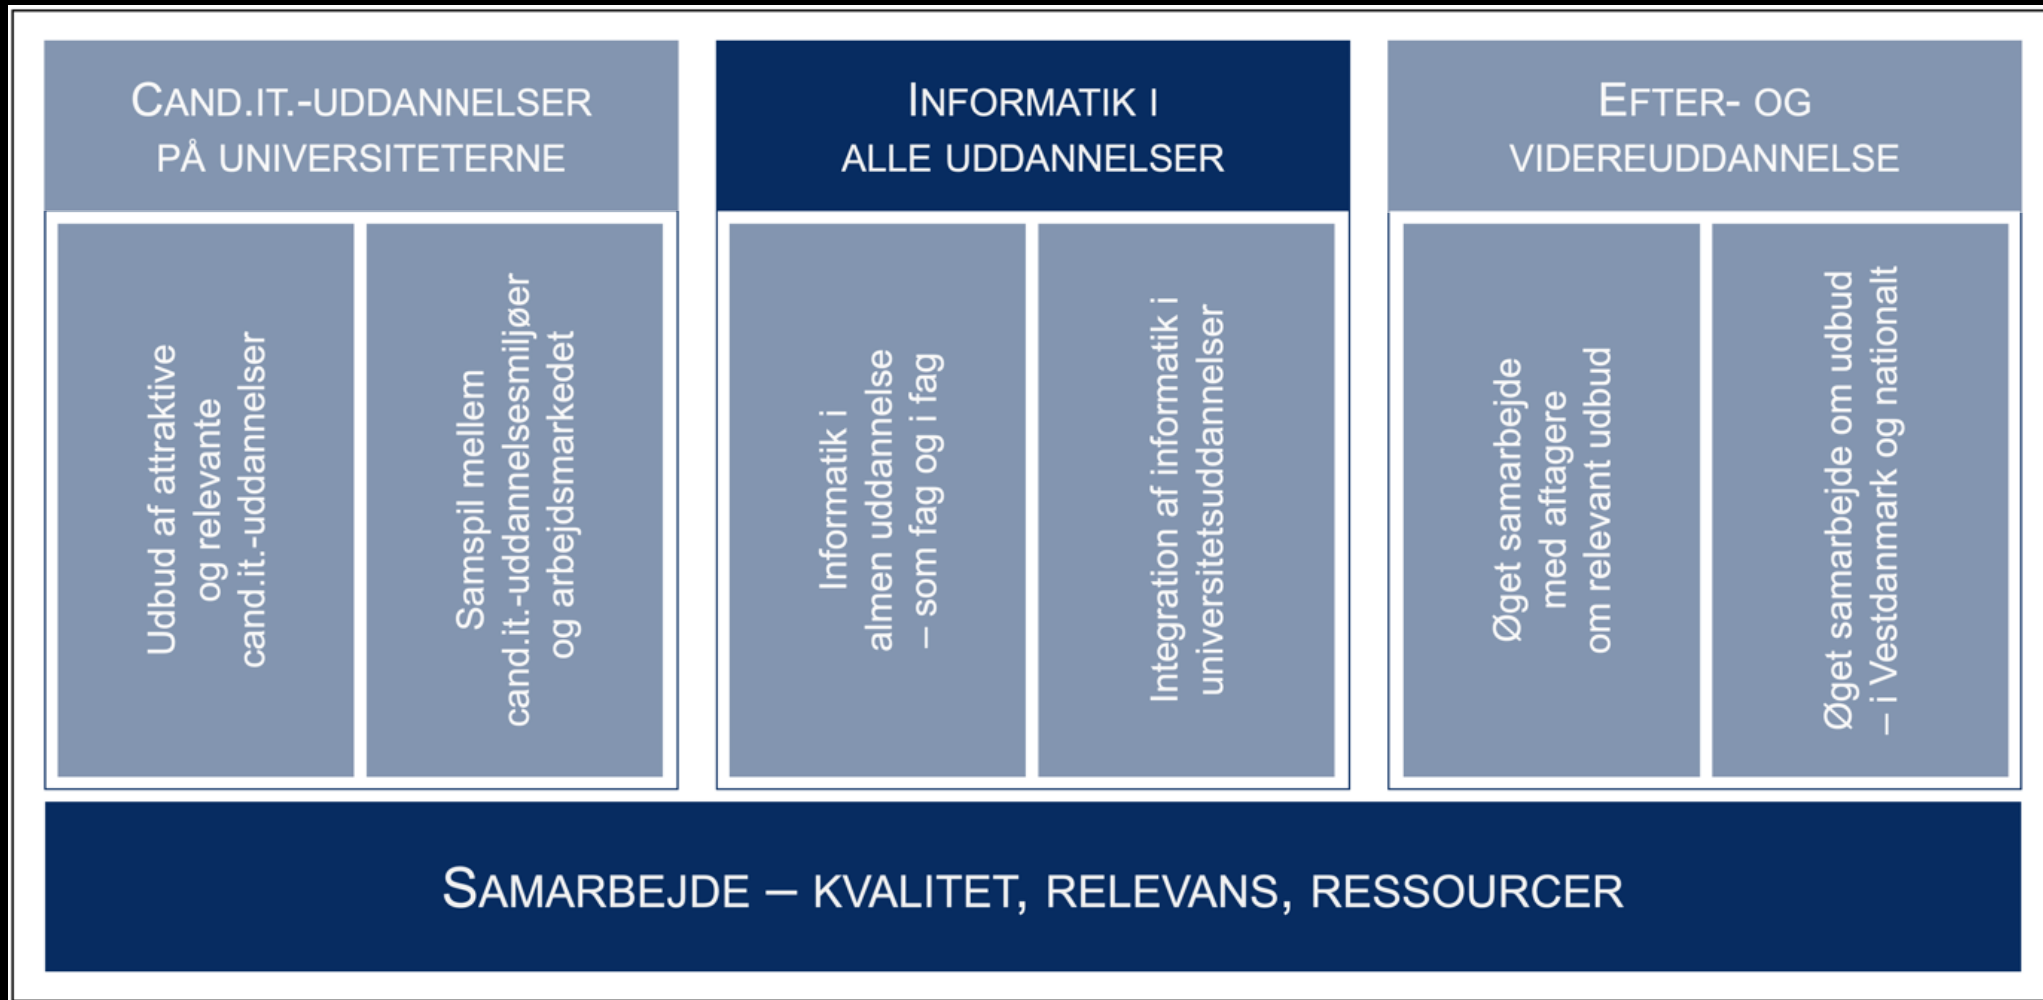 CAND.IT.-UDDANNELSER
PÅ UNIVERSITETERNE
Udbud af attraktive
og relevante
cand.it.-uddannelser
Samspil mellem
cand.it.-uddannelsesmiljøer
og arbejdsmarkedet
INFORMATIK I
ALLE UDDANNELSER
Informatik i
almen uddannelse
– som fag og i fag
Integration af informatik i
universitetsuddannelser
EFTER- OG
VIDEREUDDANNELSE
Øget samarbejde
med aftagere
om relevant udbud
Øget samarbejde om udbud
– i Vestdanmark og nationalt
SAMARBEJDE – KVALITET, RELEVANS, RESSOURCER